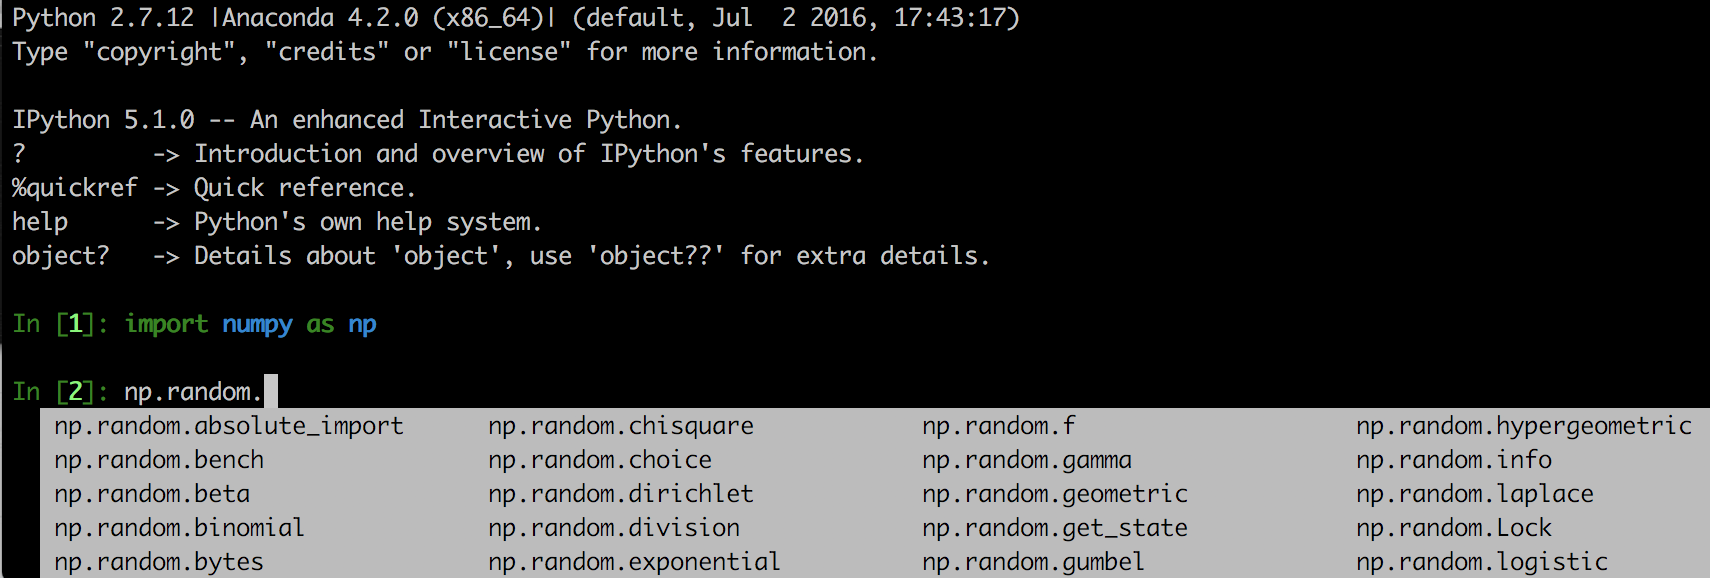 Python 2.7.12 |Anaconda 4.2.0 (x86_64)| (default, Jul  2 2016, 17:43:17)
Type "copyright", "credits" or "license" for more information.
IPython 5.1.0 -- An enhanced Interactive Python.
?         -> Introduction and overview of IPython's features.
%quickref -> Quick reference.
help      -> Python's own help system.
object?   -> Details about 'object', use 'object??' for extra details.
In [1]: import numpy as np
In [2]: np.random.
np.random.absolute_import np.random.chisquare np.random.f np.random.hypergeometric
np.random.bench np.random.choice np.random.gamma np.random.info
np.random.beta np.random.dirichlet np.random.geometric np.random.laplace
np.random.binomial np.random.division np.random.get_state np.random.Lock
np.random.bytes np.random.exponential np.random.gumbel np.random.logistic